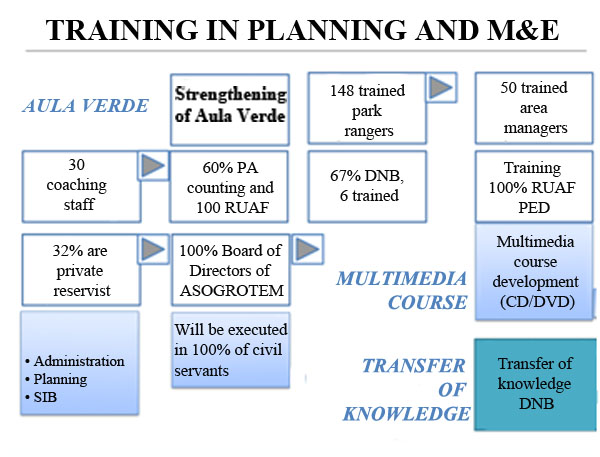 TRAINING IN PLANNING AND M&E
AULA VERDE
Strengthening
of Aula Verde
148 trained
park
rangers
50 trained
area
managers
30
coaching
staff
60% PA
counting and
100 RUAF
67% DNB,
6 trained
Training
100% RUAF
PED
32% are
private
reservist
100% Board of
Directors of
ASOGROTEM
MULTIMEDIA
COURSE
Multimedia
course
development
(CD/DVD)
• Administration
• Planning
• SIB
Will be executed
in 100% of civil
servants
TRANSFER
OF
KNOWLEDGE
Transfer of
knowledge
DNB